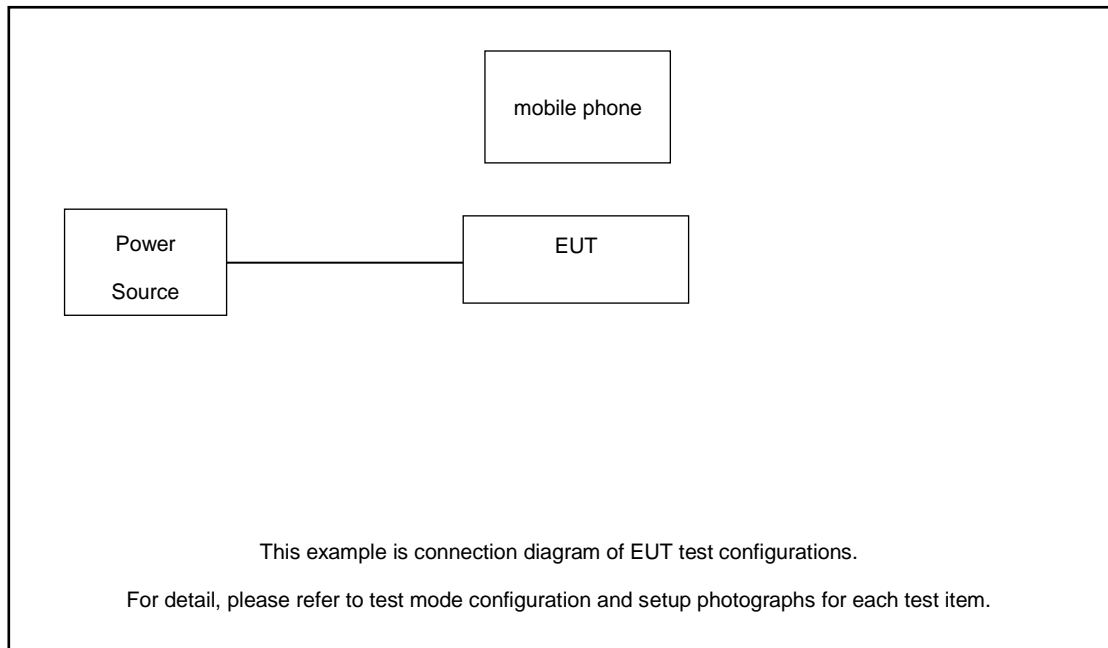 mobile phone
Power
Source
EUT
This example is connection diagram of EUT test configurations.
For detail, please refer to test mode configuration and setup photographs for each test item.